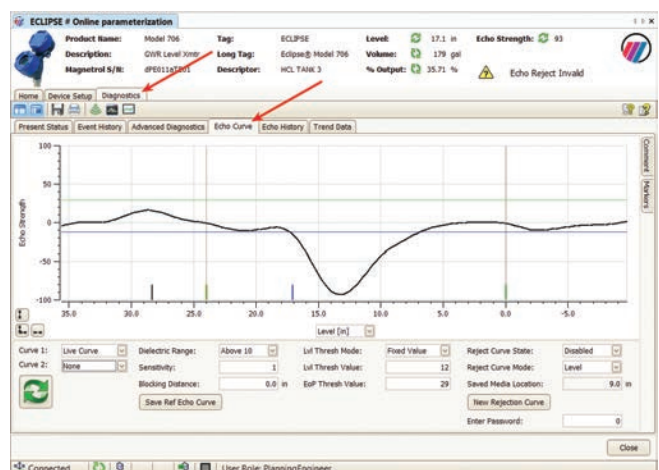 ECLIPSE # Online parameterization
Product Name: Model 706 Tag: ECLIPSE Level: 17.1 in Echo Strength: 93
Description: GWR Level Xmtr Long Tag: Eclipse® Model 706 Volume: 179 gal
Magnetrol S/N: Descriptor: HCL TANK 3 % Output: 35.71 % Echo Reject Invalid
Home Device Setup Diagnostics
Present Status Event History Advanced Diagnostics Echo Curve Echo History Trend Data
Comment
Markers
Echo Strength
100
50
0
-50
-100
35.0 30.0 25.0 20.0 15.0 10.0 5.0 0.0 -5.0
Level [in]
Curve 1: Live Curve Dielectric Range: Above 10 Lvl Thresh Mode: Fixed Value Reject Curve State: Disabled
Curve 2: None Sensitivity: 1 Lvl Thresh Value: 12 Reject Curve Mode: Level
Blocking Distance: 0.0 in EoP Thresh Value: 29 Saved Media Location: 9.0 in
Save Ref Echo Curve New Rejection Curve
Enter Password: 0
Close
Connected User Role: PlanningEngineer